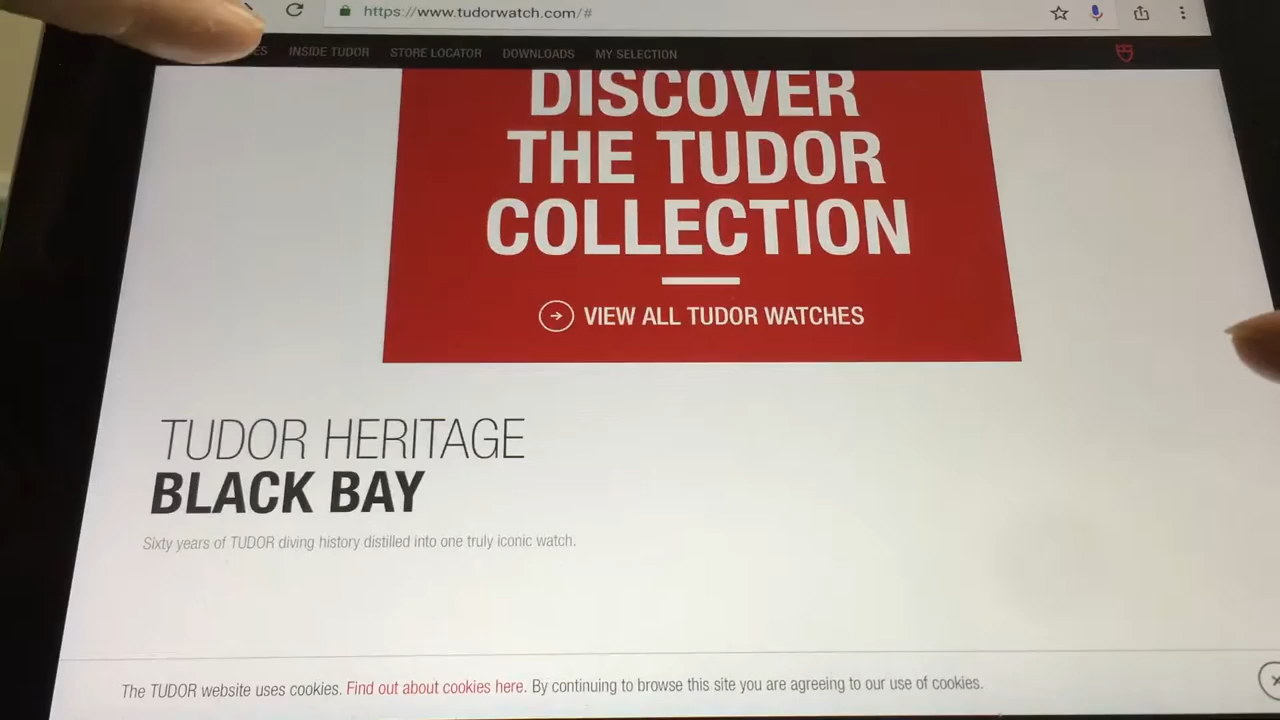 https://www.tudorwatch.com/#
INSIDE TUDOR STORE LOCATOR DOWNLOADS MY SELECTION
DISCOVER
THE TUDOR
COLLECTION
VIEW ALL TUDOR WATCHES
TUDOR HERITAGE
BLACK BAY
Sixty years of TUDOR diving history distilled into one truly iconic watch.
The TUDOR website uses cookies. Find out about cookies here. By continuing to browse this site you are agreeing to our use of cookies.